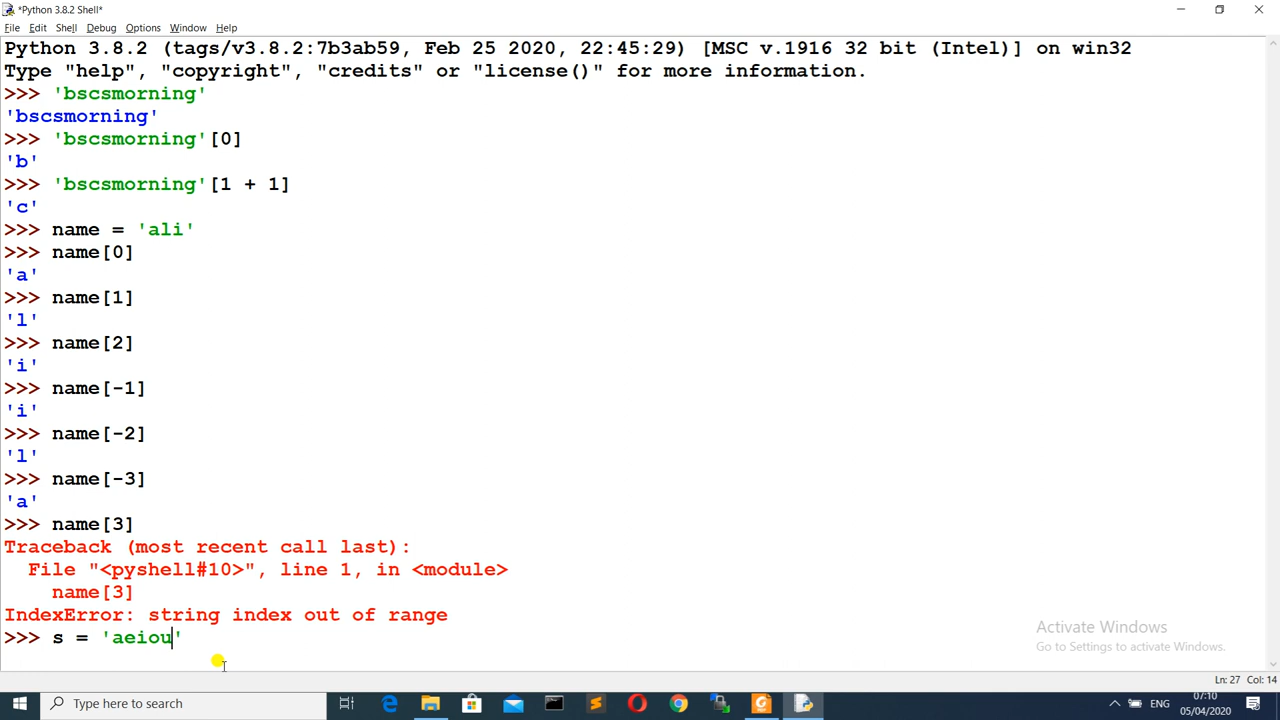 *Python 3.8.2 Shell*
File Edit Shell Debug Options Window Help
Python 3.8.2 (tags/v3.8.2:7b3ab59, Feb 25 2020, 22:45:29) [MSC v.1916 32 bit (Intel)] on win32
Type "help", "copyright", "credits" or "license()" for more information.
>>> 'bscsmorning'
'bscsmorning'
>>> 'bscsmorning'[0]
'b'
>>> 'bscsmorning'[1 + 1]
'c'
>>> name = 'ali'
>>> name[0]
'a'
>>> name[1]
'l'
>>> name[2]
'i'
>>> name[-1]
'i'
>>> name[-2]
'l'
>>> name[-3]
'a'
>>> name[3]
Traceback (most recent call last):
  File "<pyshell#10>", line 1, in <module>
    name[3]
IndexError: string index out of range
>>> s = 'aeiou'
Activate Windows
Go to Settings to activate Windows.
Ln: 27 Col: 14
Type here to search
ENG
07:10
05/04/2020